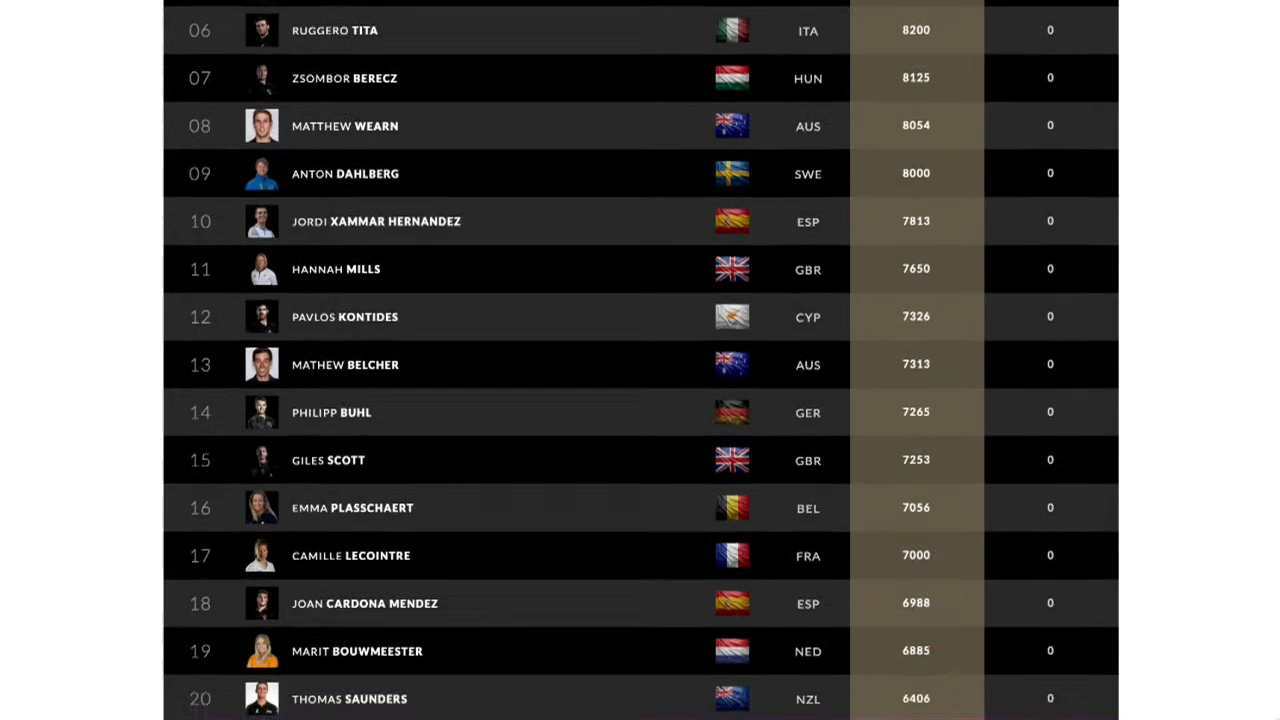 06 RUGGERO TITA ITA 8200 0
07 ZSOMBOR BERECZ HUN 8125 0
08 MATTHEW WEARN AUS 8054 0
09 ANTON DAHLBERG SWE 8000 0
10 JORDI XAMMAR HERNANDEZ ESP 7813 0
11 HANNAH MILLS GBR 7650 0
12 PAVLOS KONTIDES CYP 7326 0
13 MATHEW BELCHER AUS 7313 0
14 PHILIPP BUHL GER 7265 0
15 GILES SCOTT GBR 7253 0
16 EMMA PLASSCHAERT BEL 7056 0
17 CAMILLE LECOINTRE FRA 7000 0
18 JOAN CARDONA MENDEZ ESP 6988 0
19 MARIT BOUWMEESTER NED 6885 0
20 THOMAS SAUNDERS NZL 6406 0